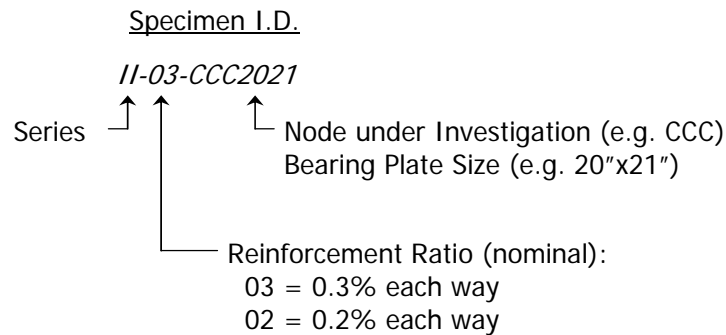 Specimen I.D.
II-03-CCC2021
Series
Node under Investigation (e.g. CCC)
Bearing Plate Size (e.g. 20"x21")
Reinforcement Ratio (nominal):
03 = 0.3% each way
02 = 0.2% each way